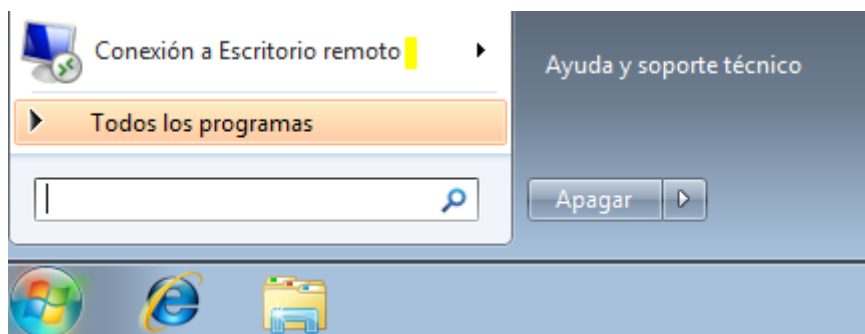 Conexión a Escritorio remoto
Ayuda y soporte técnico
Todos los programas
Apagar